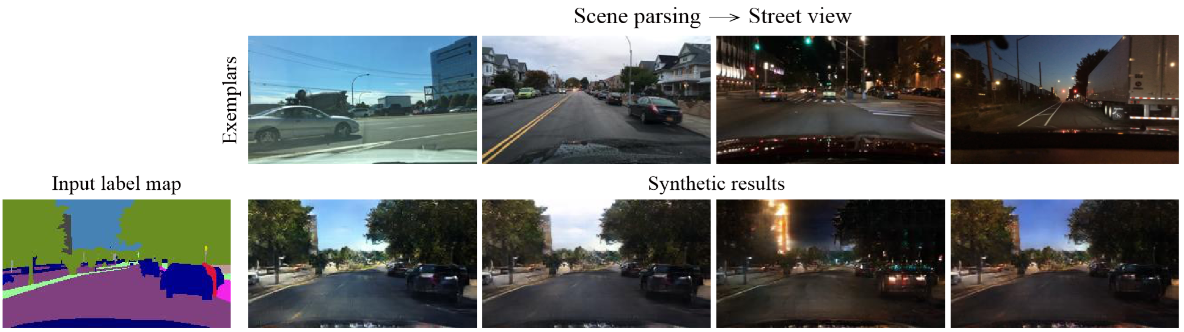 Scene parsing → Street view
Exemplars
Input label map
Synthetic results